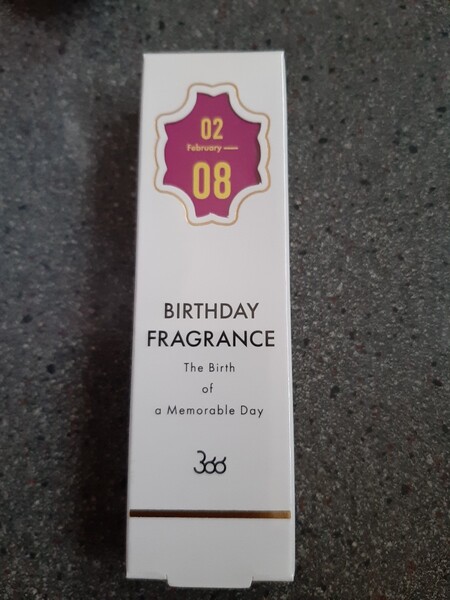 02
February
08
BIRTHDAY
FRAGRANCE
The Birth
of
a Memorable Day
366